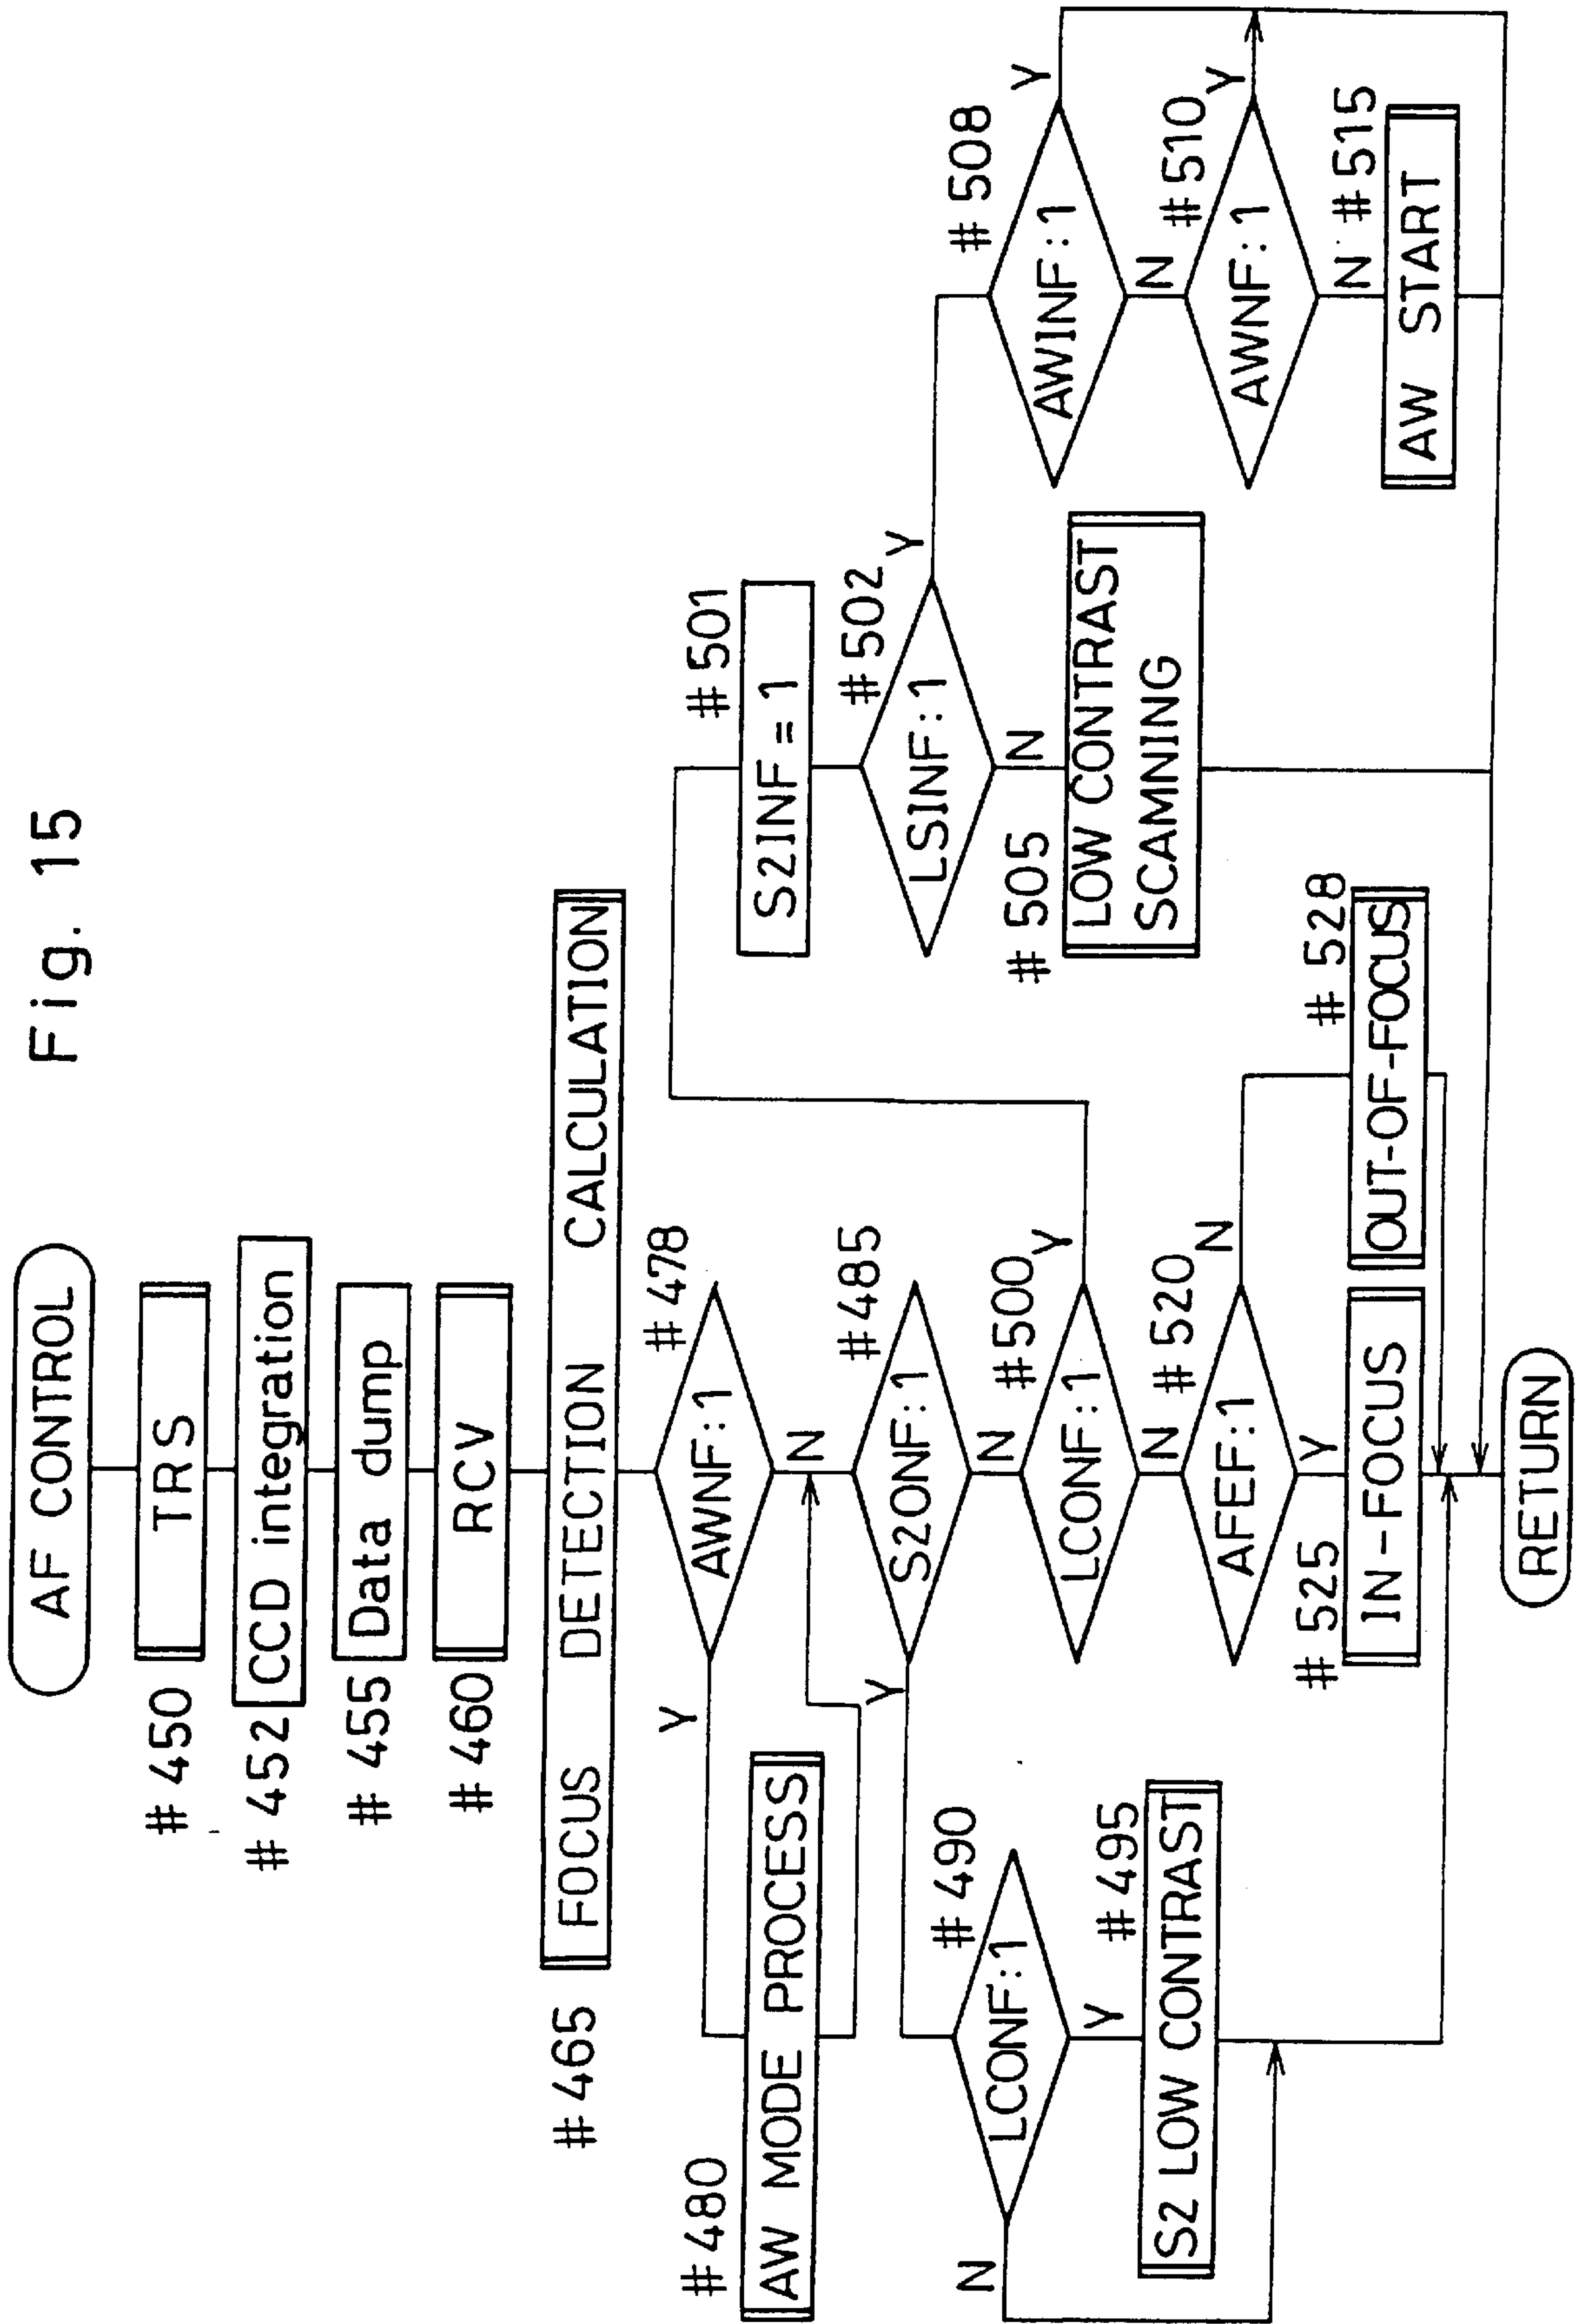 Fig. 15
AF CONTROL
# 450
TRS
# 452
CCD integration
# 455
Data dump
# 460
RCV
# 465
FOCUS DETECTION CALCULATION
# 478
AWNF:1
Y
N
# 480
AW MODE PROCESS
# 485
S2ONF:1
Y
N
# 490
LCONF:1
N
Y
# 495
S2 LOW CONTRAST
# 500
LCONF:1
Y
N
# 501
S2INF = 1
# 502
LSINF:1
Y
N
# 505
LOW CONTRAST
SCAMNING
# 508
AWINF:1
Y
N
# 510
AWNF:1
Y
N
# 515
AW START
# 520
AFEF:1
N
Y
# 525
IN-FOCUS
# 528
OUT-OF-FOCUS
RETURN